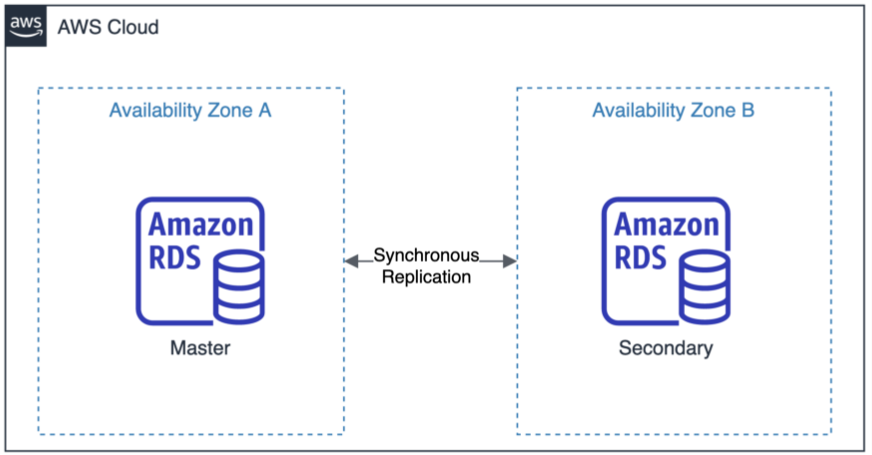 aws
AWS Cloud
Availability Zone A
Availability Zone B
Amazon
RDS
Amazon
RDS
Synchronous
Replication
Master
Secondary